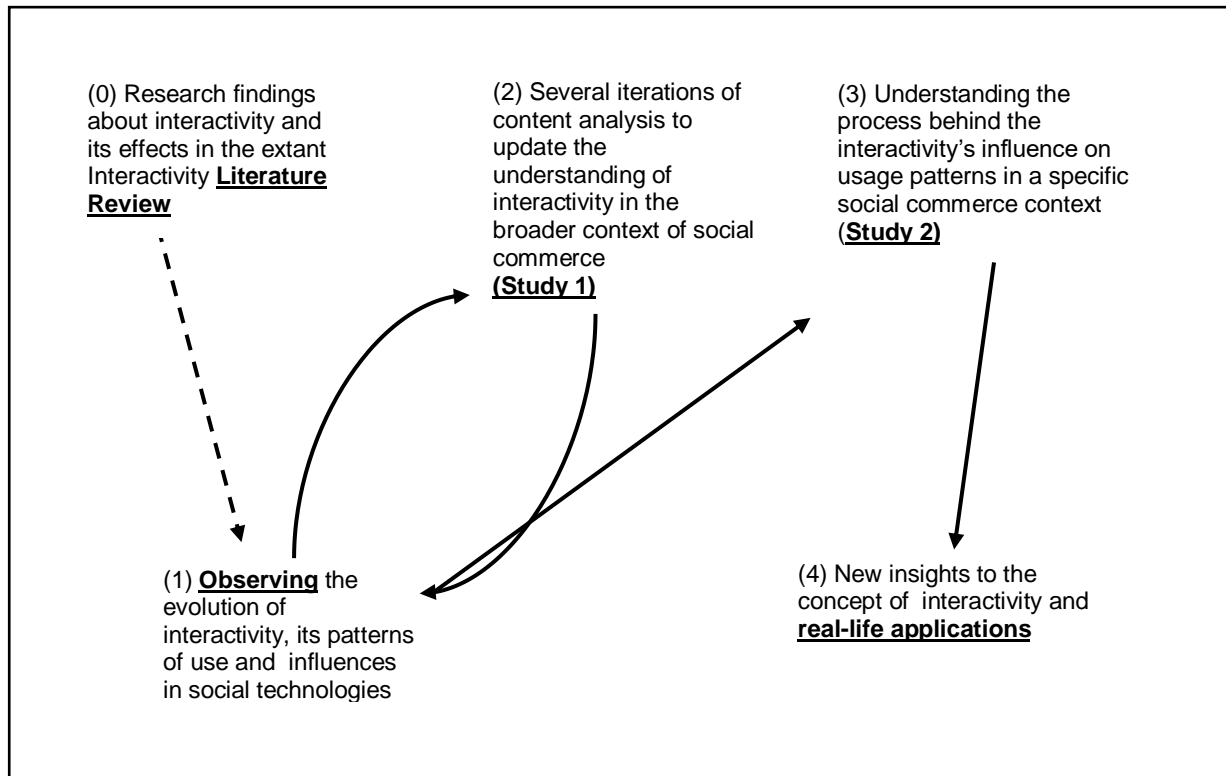 (0) Research findings
about interactivity and
its effects in the extant
Interactivity Literature
Review
(2) Several iterations of
content analysis to
update the
understanding of
interactivity in the
broader context of social
commerce
(Study 1)
(3) Understanding the
process behind the
interactivity’s influence on
usage patterns in a specific
social commerce context
(Study 2)
(1) Observing the
evolution of
interactivity, its patterns
of use and influences
in social technologies
(4) New insights to the
concept of interactivity and
real-life applications